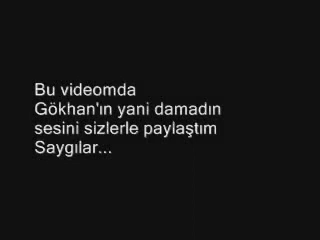 Bu videomda
Gökhan'ın yani damadın
sesini sizlerle paylaştım
Saygılar...